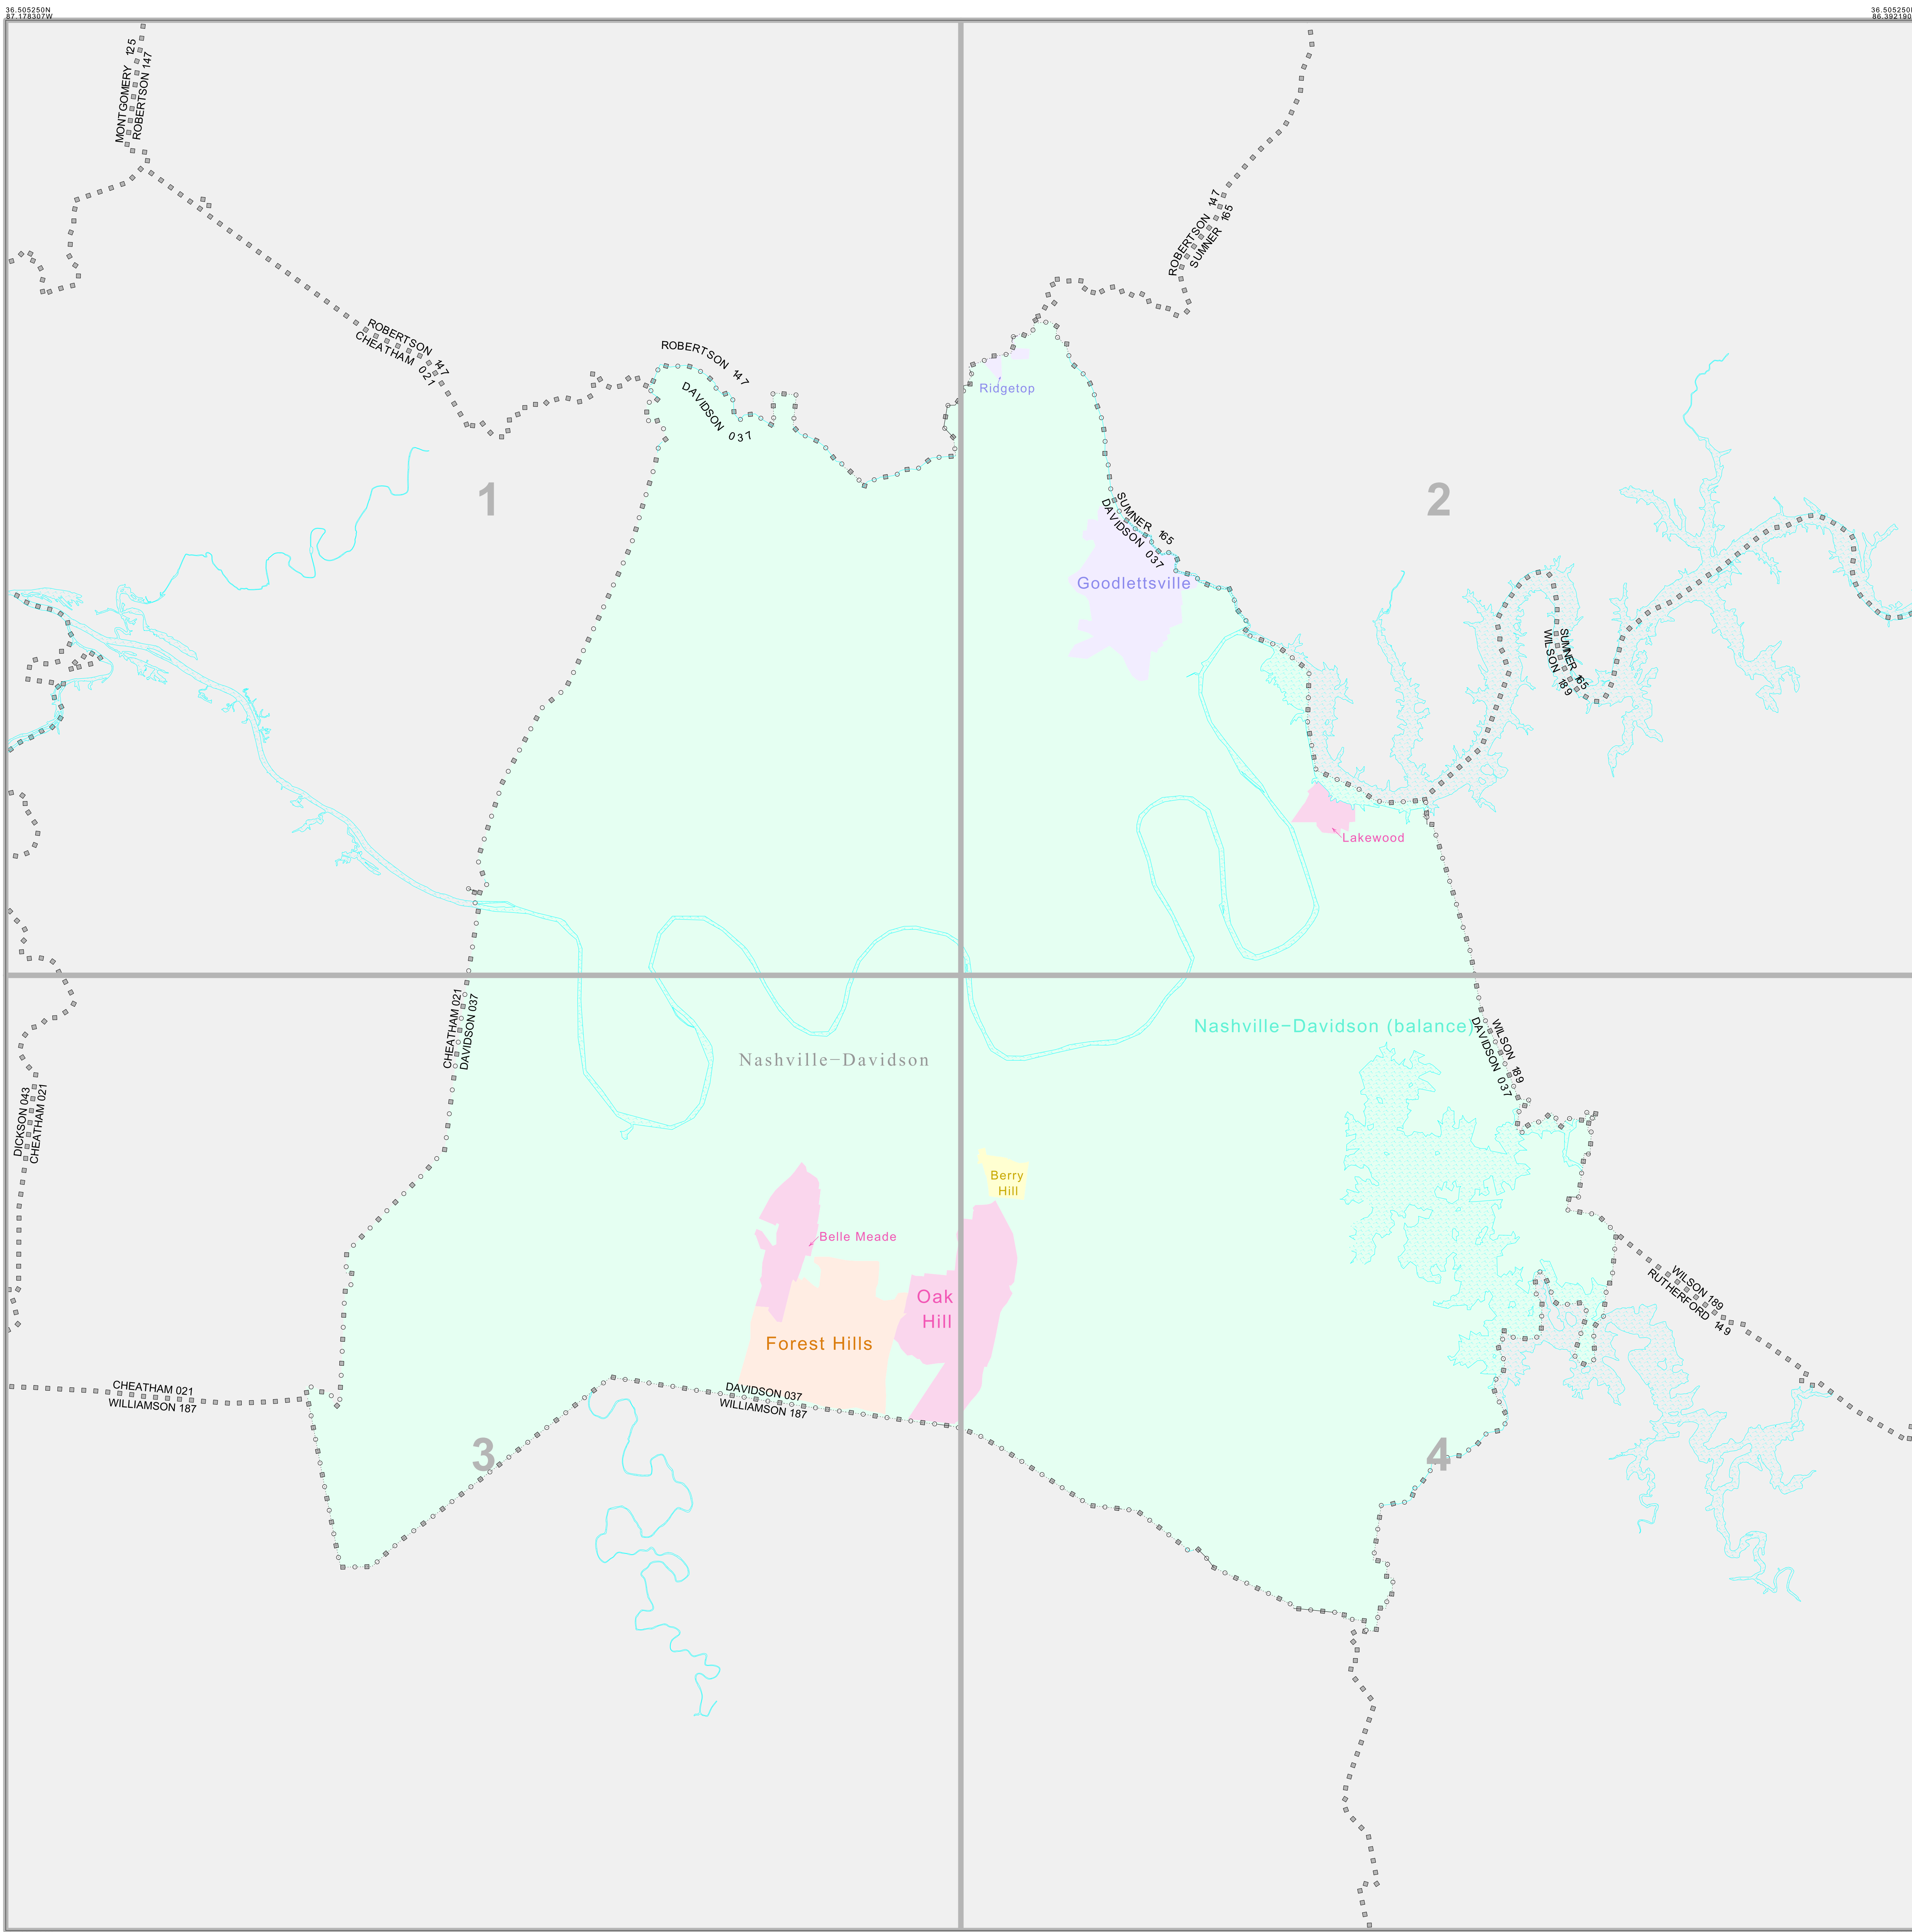 36.505250N
87.178307W
36.505250N
86.392190
MONTGOMERY 125
ROBERTSON 147
ROBERTSON 147
SUMNER 165
ROBERTSON 147
CHEATHAM 021
ROBERTSON 147
DAVIDSON 037
Ridgetop
1
2
SUMNER 165
DAVIDSON 037
Goodlettsville
SUMNER 165
WILSON 189
Lakewood
CHEATHAM 021
DAVIDSON 037
Nashville-Davidson (balance)
WILSON 189
DAVIDSON 037
Nashville-Davidson
DICKSON 043
CHEATHAM 021
Berry
Hill
Belle Meade
Oak
Hill
Forest Hills
WILSON 189
RUTHERFORD 149
CHEATHAM 021
WILLIAMSON 187
DAVIDSON 037
WILLIAMSON 187
3
4